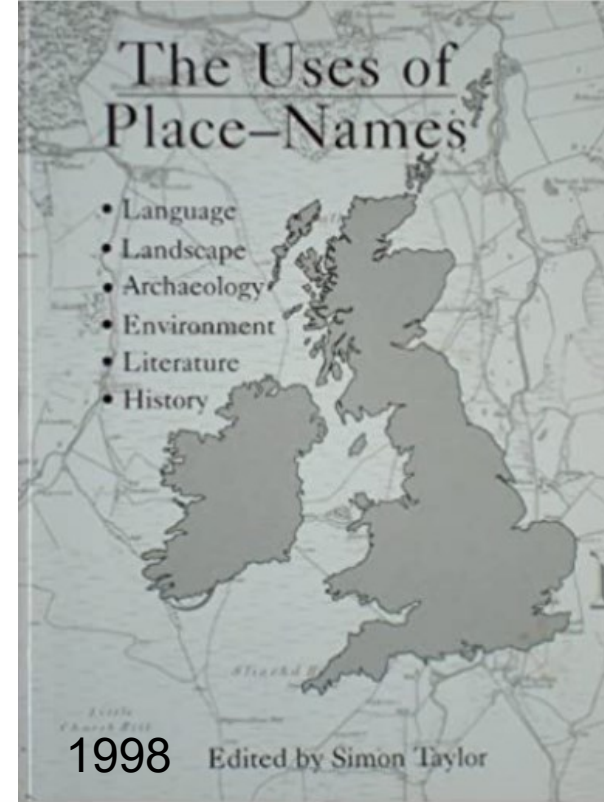 The Uses of
Place–Names
• Language
• Landscape
• Archaeology
• Environment
• Literature
• History
1998 Edited by Simon Taylor